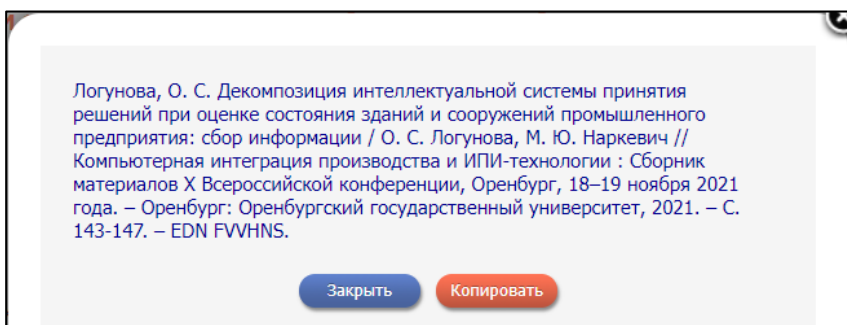 Логунова, О. С. Декомпозиция интеллектуальной системы принятия
решений при оценке состояния зданий и сооружений промышленного
предприятия: сбор информации / О. С. Логунова, М. Ю. Наркевич //
Компьютерная интеграция производства и ИПИ-технологии : Сборник
материалов X Всероссийской конференции, Оренбург, 18–19 ноября 2021
года. – Оренбург: Оренбургский государственный университет, 2021. – С.
143-147. – EDN FVVHNS.
Закрыть Копировать